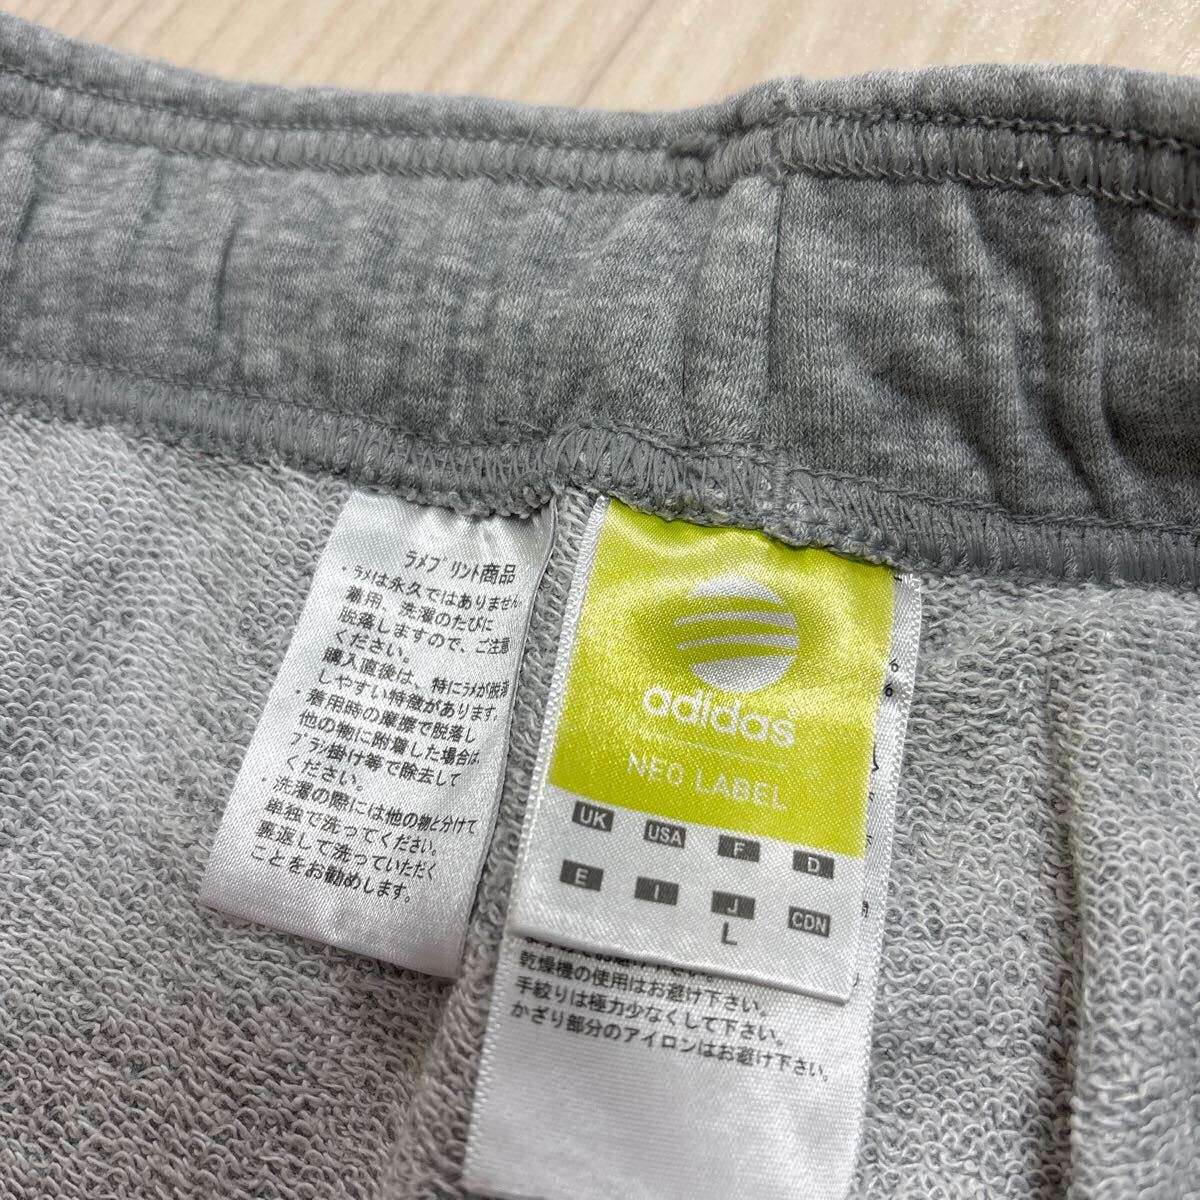 ラメプリント商品
・ラメは永久ではありません
着用、洗濯のたびに
脱落しますので、ご注意
ください。
購入直後は、特にラメが脱落
しやすい特徴があります。
・着用時の摩擦で脱落し
他の物に附着した場合は、
ブラシ掛け等で除去して
ください。
・洗濯の際には他の物と分けて
単独で洗ってください。
裏返して洗っていただく
ことをお勧めします。
adidas
NEO LABEL
UK USA F D
E I J CDN
L
乾燥機の使用はお避け下さい。
手絞りは極力少なくして下さい。
かざり部分のアイロンはお避け下さい。